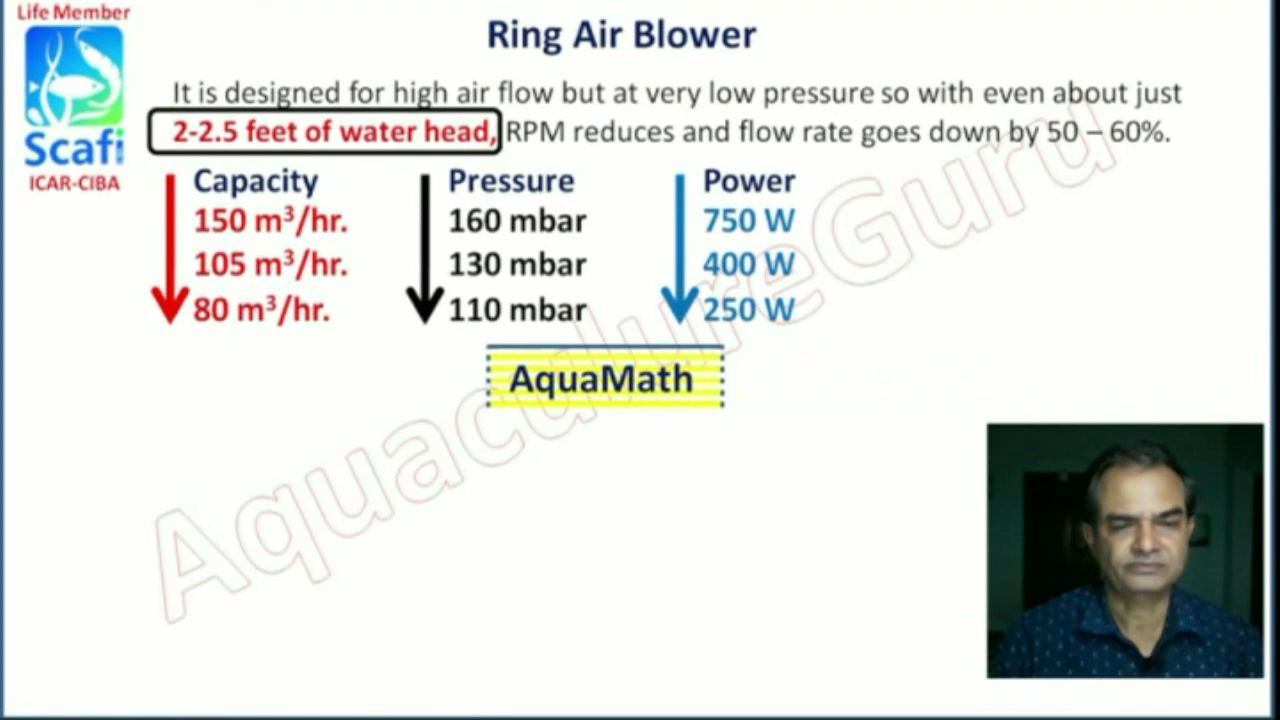 Life Member
Scafi
ICAR-CIBA
Ring Air Blower
It is designed for high air flow but at very low pressure so with even about just
2-2.5 feet of water head, RPM reduces and flow rate goes down by 50 – 60%.
Capacity Pressure Power
150 m³/hr. 160 mbar 750 W
105 m³/hr. 130 mbar 400 W
80 m³/hr. 110 mbar 250 W
AquaMath
AquacultureGuru